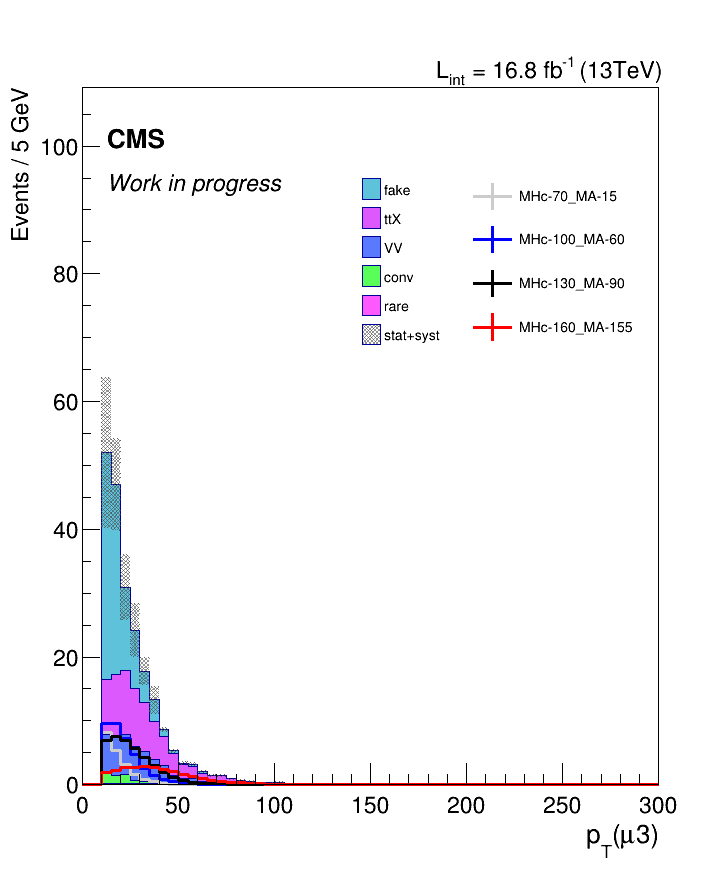 L_int = 16.8 fb^-1 (13TeV)
Events / 5 GeV
CMS
Work in progress
fake
ttX
VV
conv
rare
stat+syst
MHc-70_MA-15
MHc-100_MA-60
MHc-130_MA-90
MHc-160_MA-155
100
80
60
40
20
0
0 50 100 150 200 250 300
p_T(μ3)